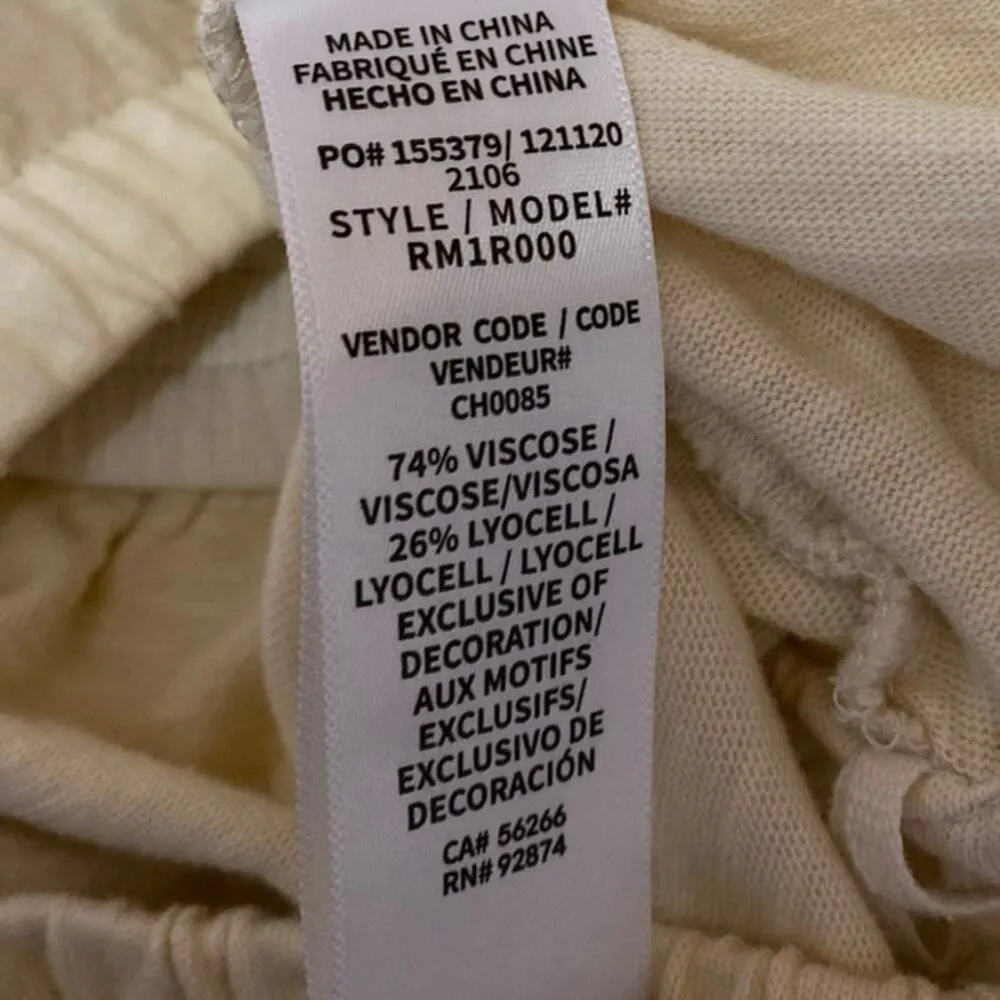 MADE IN CHINA
FABRIQUÉ EN CHINE
HECHO EN CHINA
PO# 155379/ 121120
2106
STYLE / MODEL#
RM1R000
VENDOR CODE / CODE
VENDEUR#
CH0085
74% VISCOSE /
VISCOSE/VISCOSA
26% LYOCELL /
LYOCELL / LYOCELL
EXCLUSIVE OF
DECORATION/
AUX MOTIFS
EXCLUSIFS/
EXCLUSIVO DE
DECORACIÓN
CA# 56266
RN# 92874